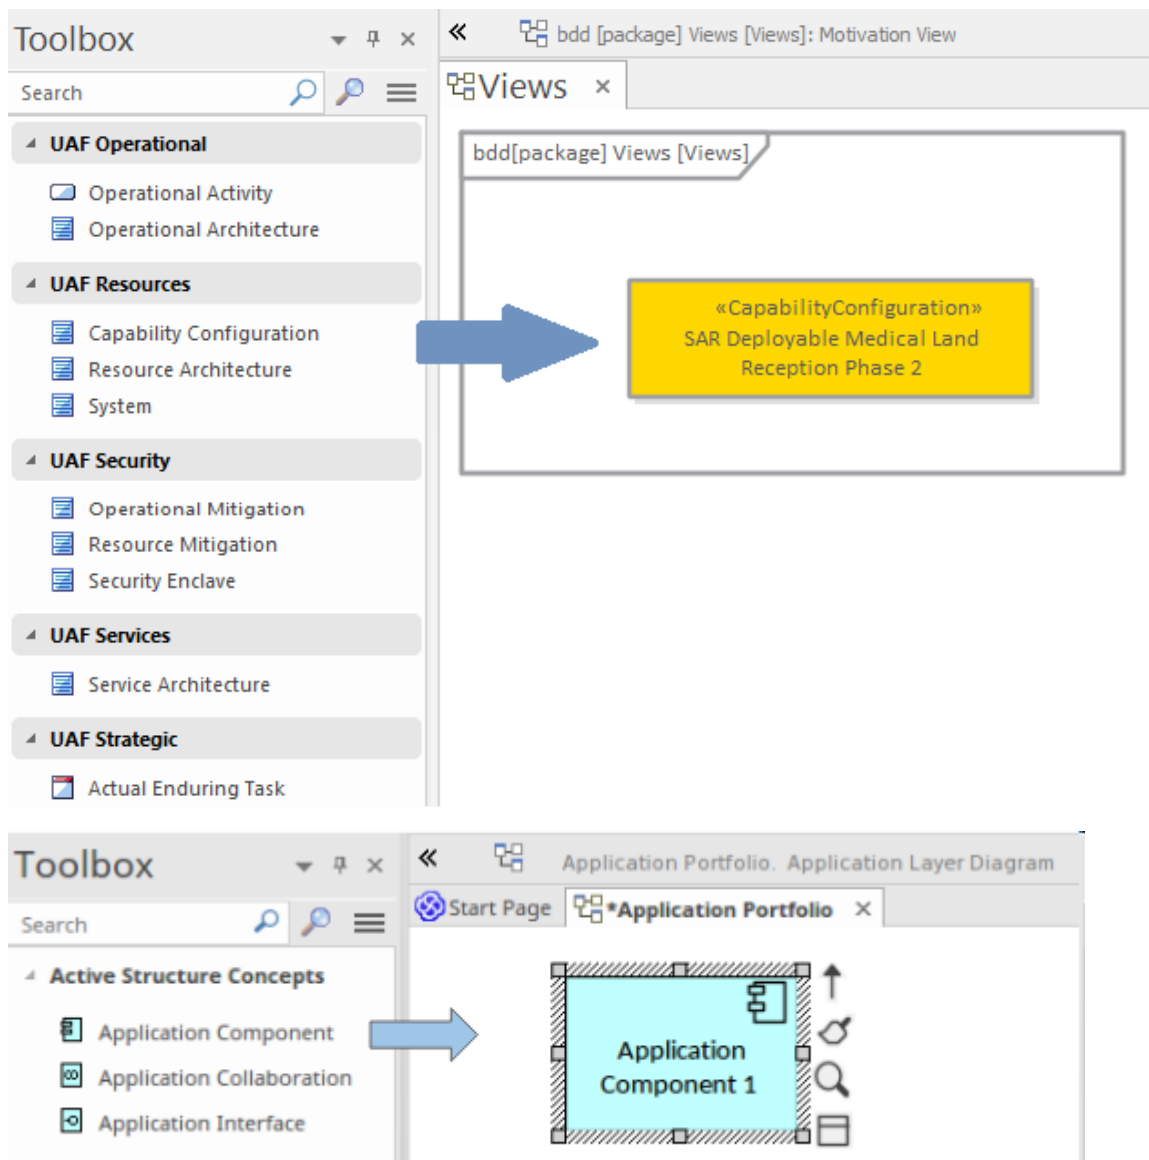 Toolbox
Search
UAF Operational
Operational Activity
Operational Architecture
UAF Resources
Capability Configuration
Resource Architecture
System
UAF Security
Operational Mitigation
Resource Mitigation
Security Enclave
UAF Services
Service Architecture
UAF Strategic
Actual Enduring Task
bdd [package] Views [Views]: Motivation View
Views
bdd[package] Views [Views]
«CapabilityConfiguration»
SAR Deployable Medical Land
Reception Phase 2
Toolbox
Search
Active Structure Concepts
Application Component
Application Collaboration
Application Interface
Application Portfolio. Application Layer Diagram
Start Page
*Application Portfolio
Application
Component 1